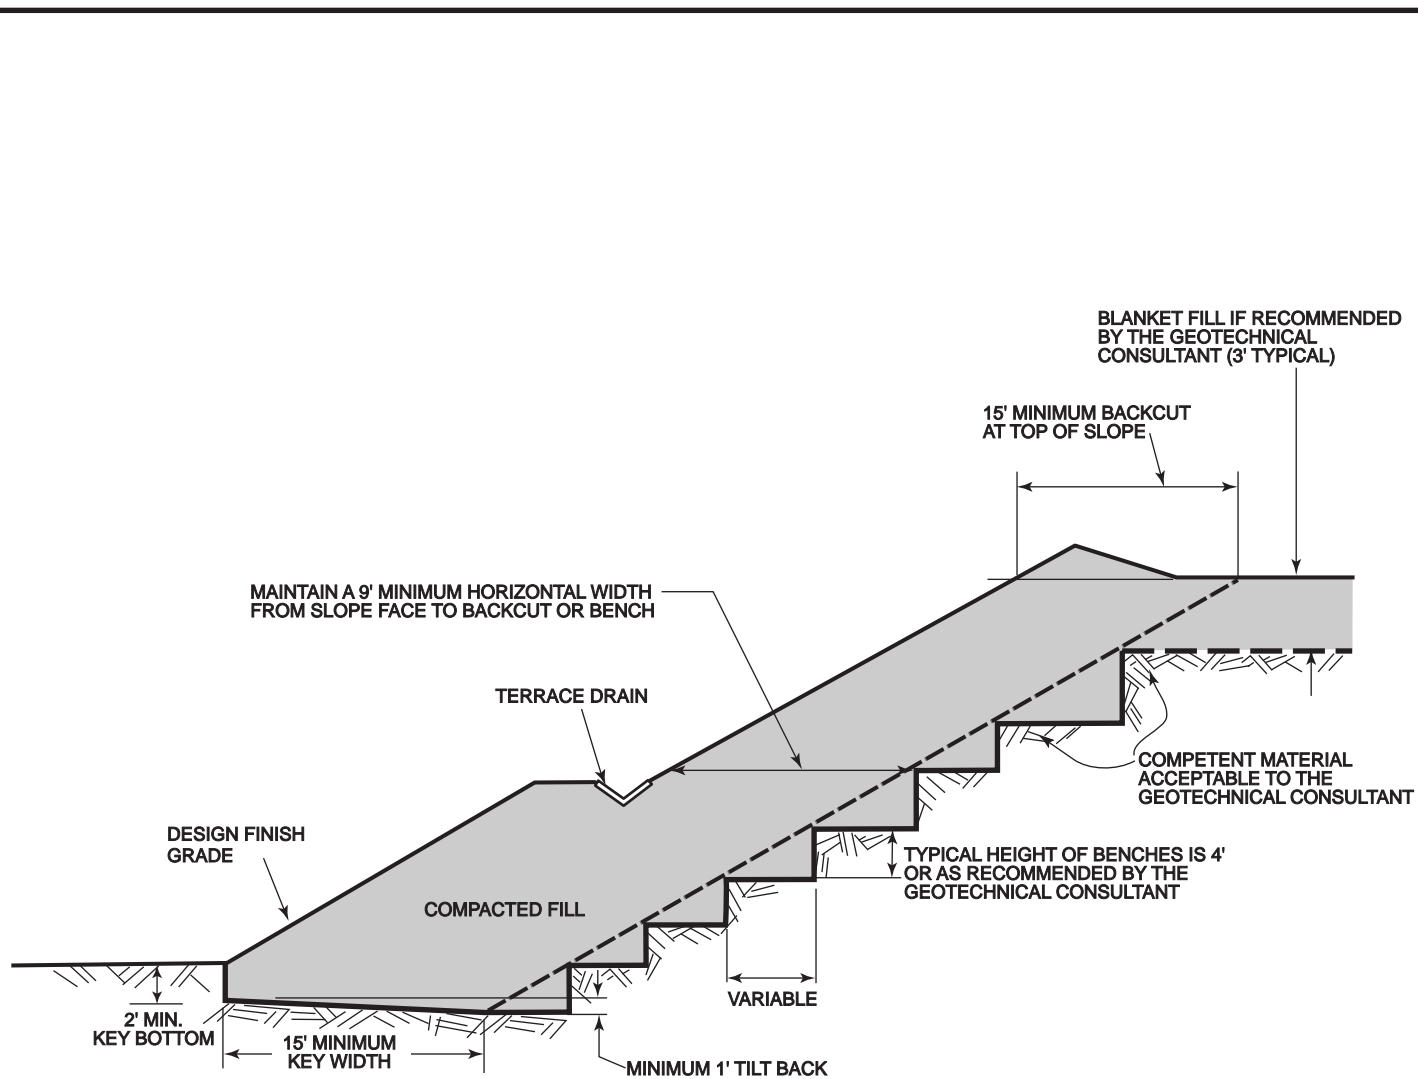 BLANKET FILL IF RECOMMENDED
BY THE GEOTECHNICAL
CONSULTANT (3' TYPICAL)
15' MINIMUM BACKCUT
AT TOP OF SLOPE
MAINTAIN A 9' MINIMUM HORIZONTAL WIDTH
FROM SLOPE FACE TO BACKCUT OR BENCH
TERRACE DRAIN
COMPETENT MATERIAL
ACCEPTABLE TO THE
GEOTECHNICAL CONSULTANT
DESIGN FINISH
GRADE
TYPICAL HEIGHT OF BENCHES IS 4'
OR AS RECOMMENDED BY THE
GEOTECHNICAL CONSULTANT
COMPACTED FILL
VARIABLE
2' MIN.
KEY BOTTOM
15' MINIMUM
KEY WIDTH
MINIMUM 1' TILT BACK